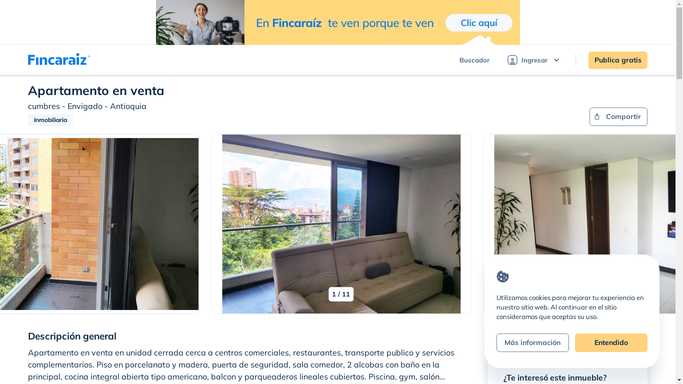 En Fincaraíz te ven porque te ven
Clic aquí
Fincaraiz
Buscador
Ingresar
Publica gratis
Apartamento en venta
cumbres - Envigado - Antioquia
Inmobiliaria
Compartir
1 / 11
Utilizamos cookies para mejorar tu experiencia en
nuestro sitio web. Al continuar en el sitio
consideramos que aceptas su uso.
Más información
Entendido
Descripción general
Apartamento en venta en unidad cerrada cerca a centros comerciales, restaurantes, transporte publico y servicios
complementarios. Piso en porcelanato y madera, puerta de seguridad, sala comedor, 2 alcobas con baño en la
principal, cocina integral abierta tipo americano, balcon y parqueaderos lineales cubiertos. Piscina, gym, salón...
¿Te interesó este inmueble?